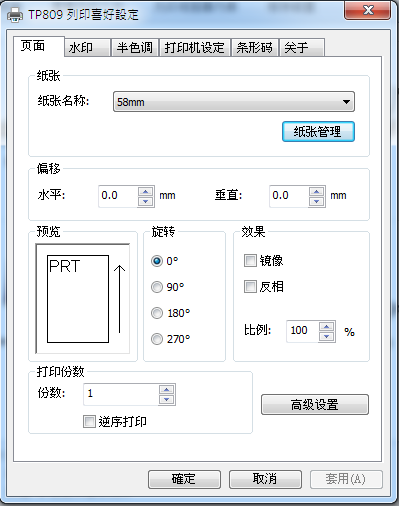 TP809 列印喜好設定
页面 水印 半色调 打印机设定 条形码 关于
纸张
纸张名称: 58mm
纸张管理
偏移
水平: 0.0 mm 垂直: 0.0 mm
预览 旋转 效果
PRT 0° 镜像
90° 反相
180°
比例: 100 %
270°
打印份数
份数: 1
逆序打印
高级设置
確定 取消 套用(A)